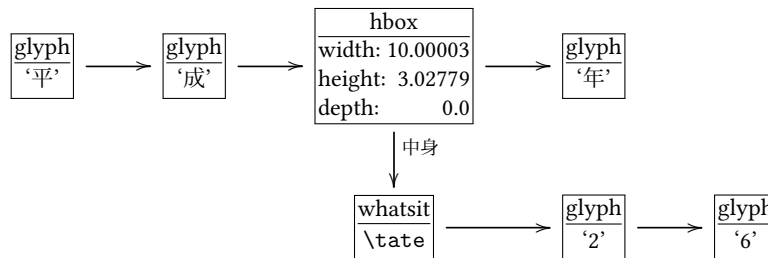 glyph
‘平’
glyph
‘成’
hbox
width: 10.00003
height: 3.02779
depth: 0.0
glyph
‘年’
中身
whatsit
\tate
glyph
‘2’
glyph
‘6’